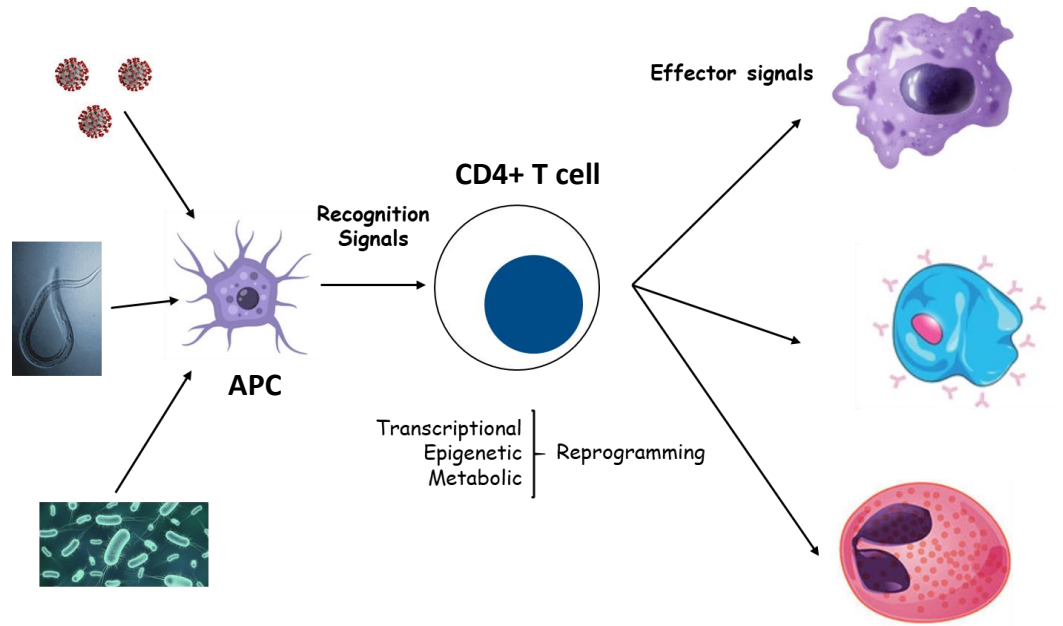 Effector signals
CD4+ T cell
Recognition
Signals
APC
Transcriptional
Epigenetic
Metabolic
Reprogramming